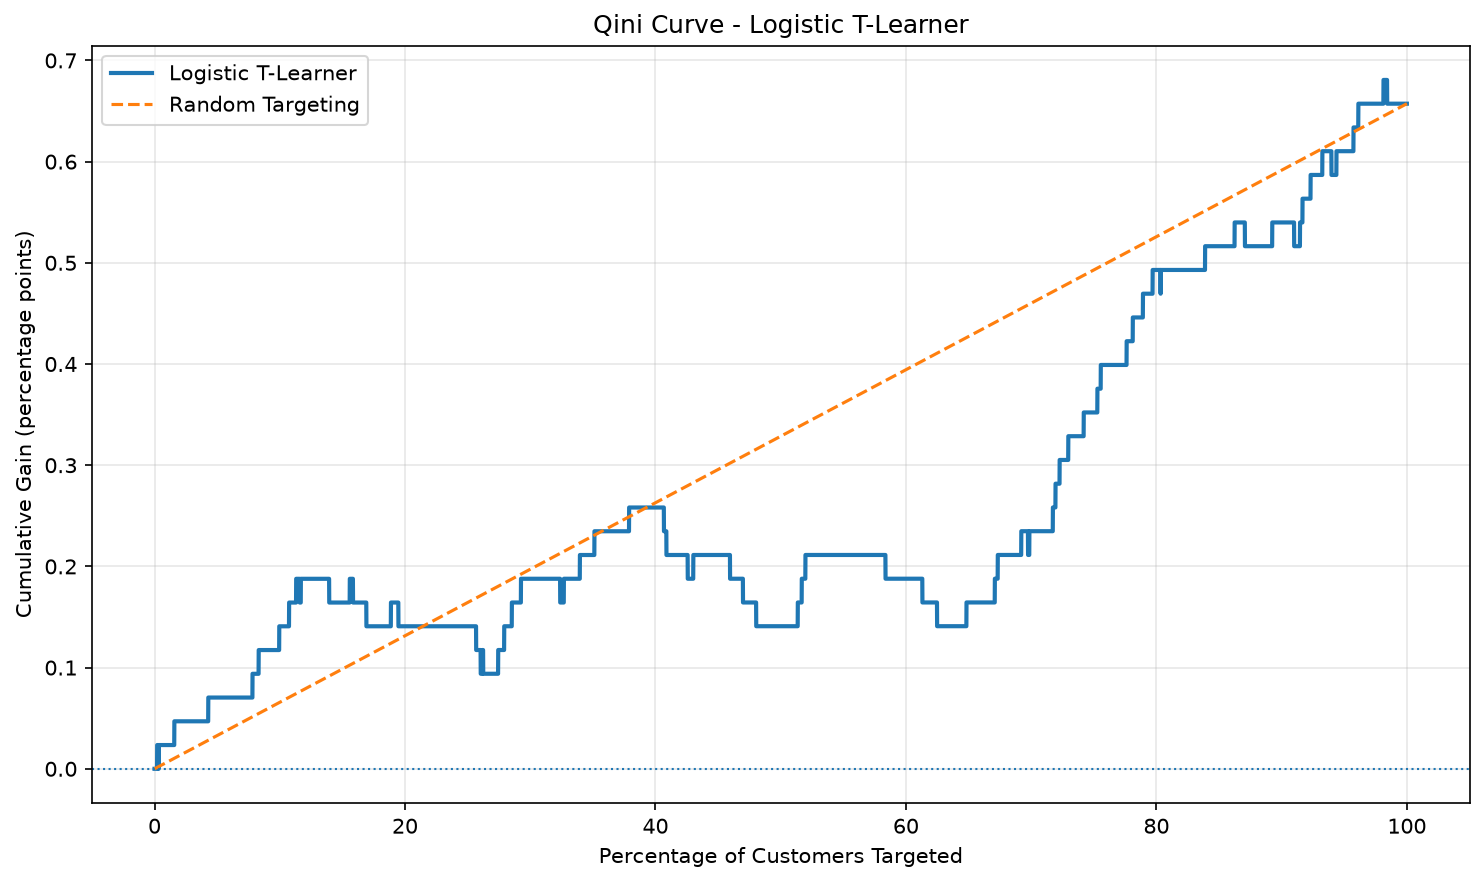 Qini Curve - Logistic T-Learner
Logistic T-Learner
Random Targeting
Cumulative Gain (percentage points)
0.7
0.6
0.5
0.4
0.3
0.2
0.1
0.0
0 20 40 60 80 100
Percentage of Customers Targeted